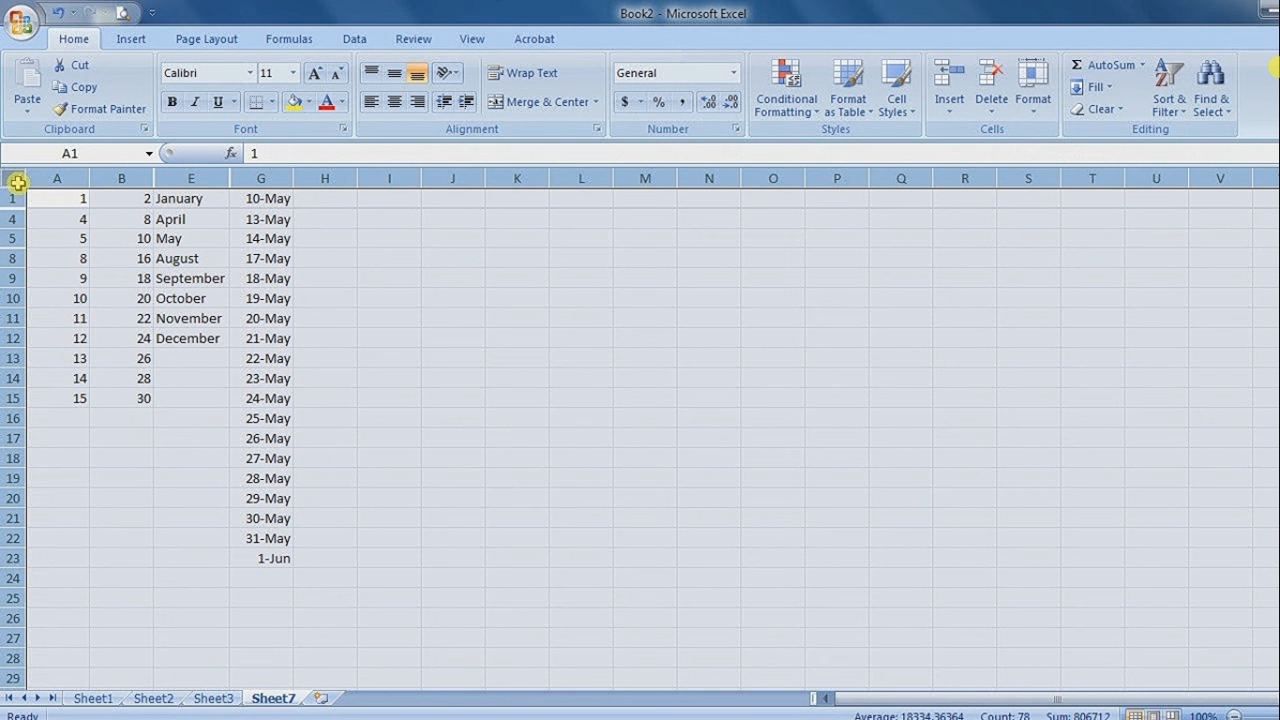 Book2 - Microsoft Excel
Home Insert Page Layout Formulas Data Review View Acrobat
Paste Cut Copy Format Painter Clipboard
Calibri 11 A A B I U A Font
Wrap Text Merge & Center Alignment
General $ % , .0 .00 .00 .0 Number
Conditional Formatting Format as Table Cell Styles Styles
Insert Delete Format Cells
Σ AutoSum Fill Clear Sort & Filter Find & Select Editing
A1 fx 1
A B E G H I J K L M N O P Q R S T U V
1 1 2 January 10-May
4 4 8 April 13-May
5 5 10 May 14-May
8 8 16 August 17-May
9 9 18 September 18-May
10 10 20 October 19-May
11 11 22 November 20-May
12 12 24 December 21-May
13 13 26 22-May
14 14 28 23-May
15 15 30 24-May
16 25-May
17 26-May
18 27-May
19 28-May
20 29-May
21 30-May
22 31-May
23 1-Jun
24
25
26
27
28
29
Sheet1 Sheet2 Sheet3 Sheet7
Ready Average: 18334.36364 Count: 78 Sum: 806712 100%